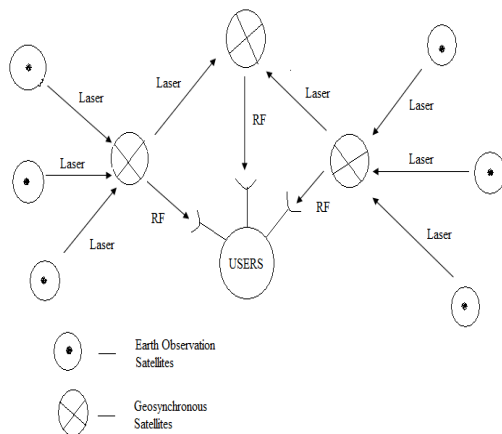 Laser
Laser
Laser
Laser
Laser
RF
Laser
Laser
RF
RF
Laser
Laser
USERS
Earth Observation
Satellites
Geosynchronous
Satellites